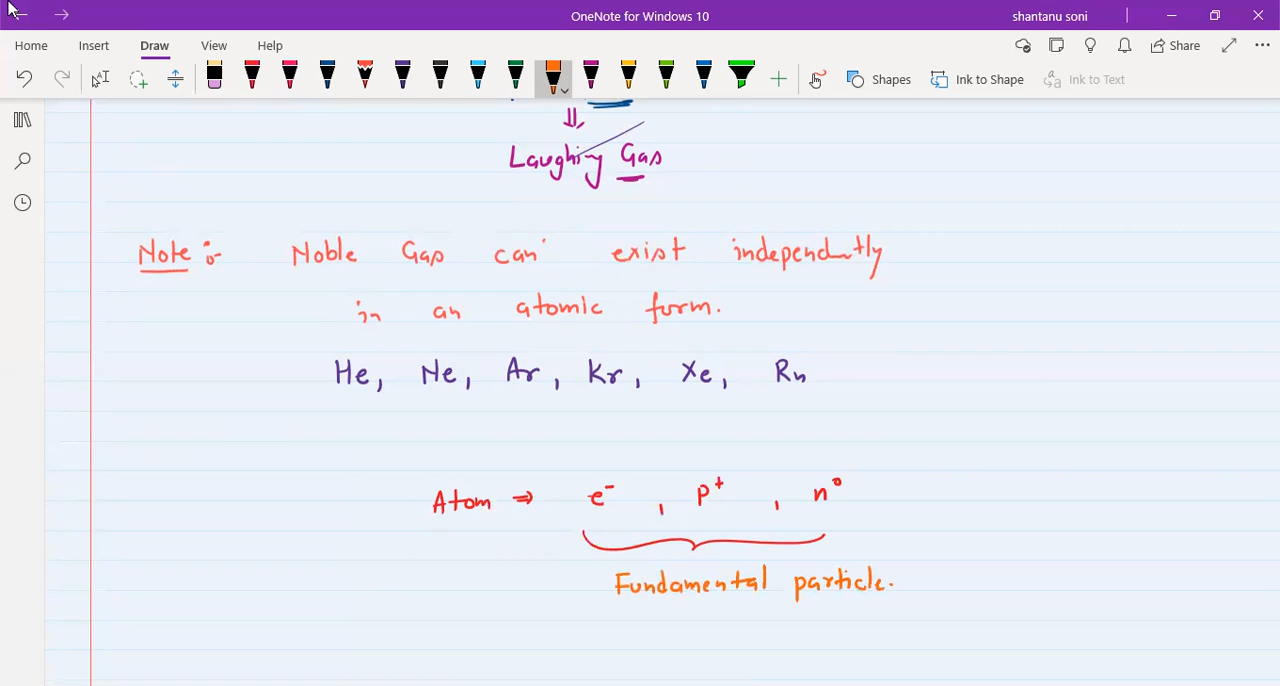 OneNote for Windows 10
shantanu soni
Home Insert Draw View Help
Share
Shapes
Ink to Shape
Ink to Text
⇓
Laughing Gas
Note :- Noble Gas can exist independently
in an atomic form.
He, Ne, Ar, Kr, Xe, Rn
Atom ⇒ e⁻ , p⁺ , n⁰
Fundamental particle.